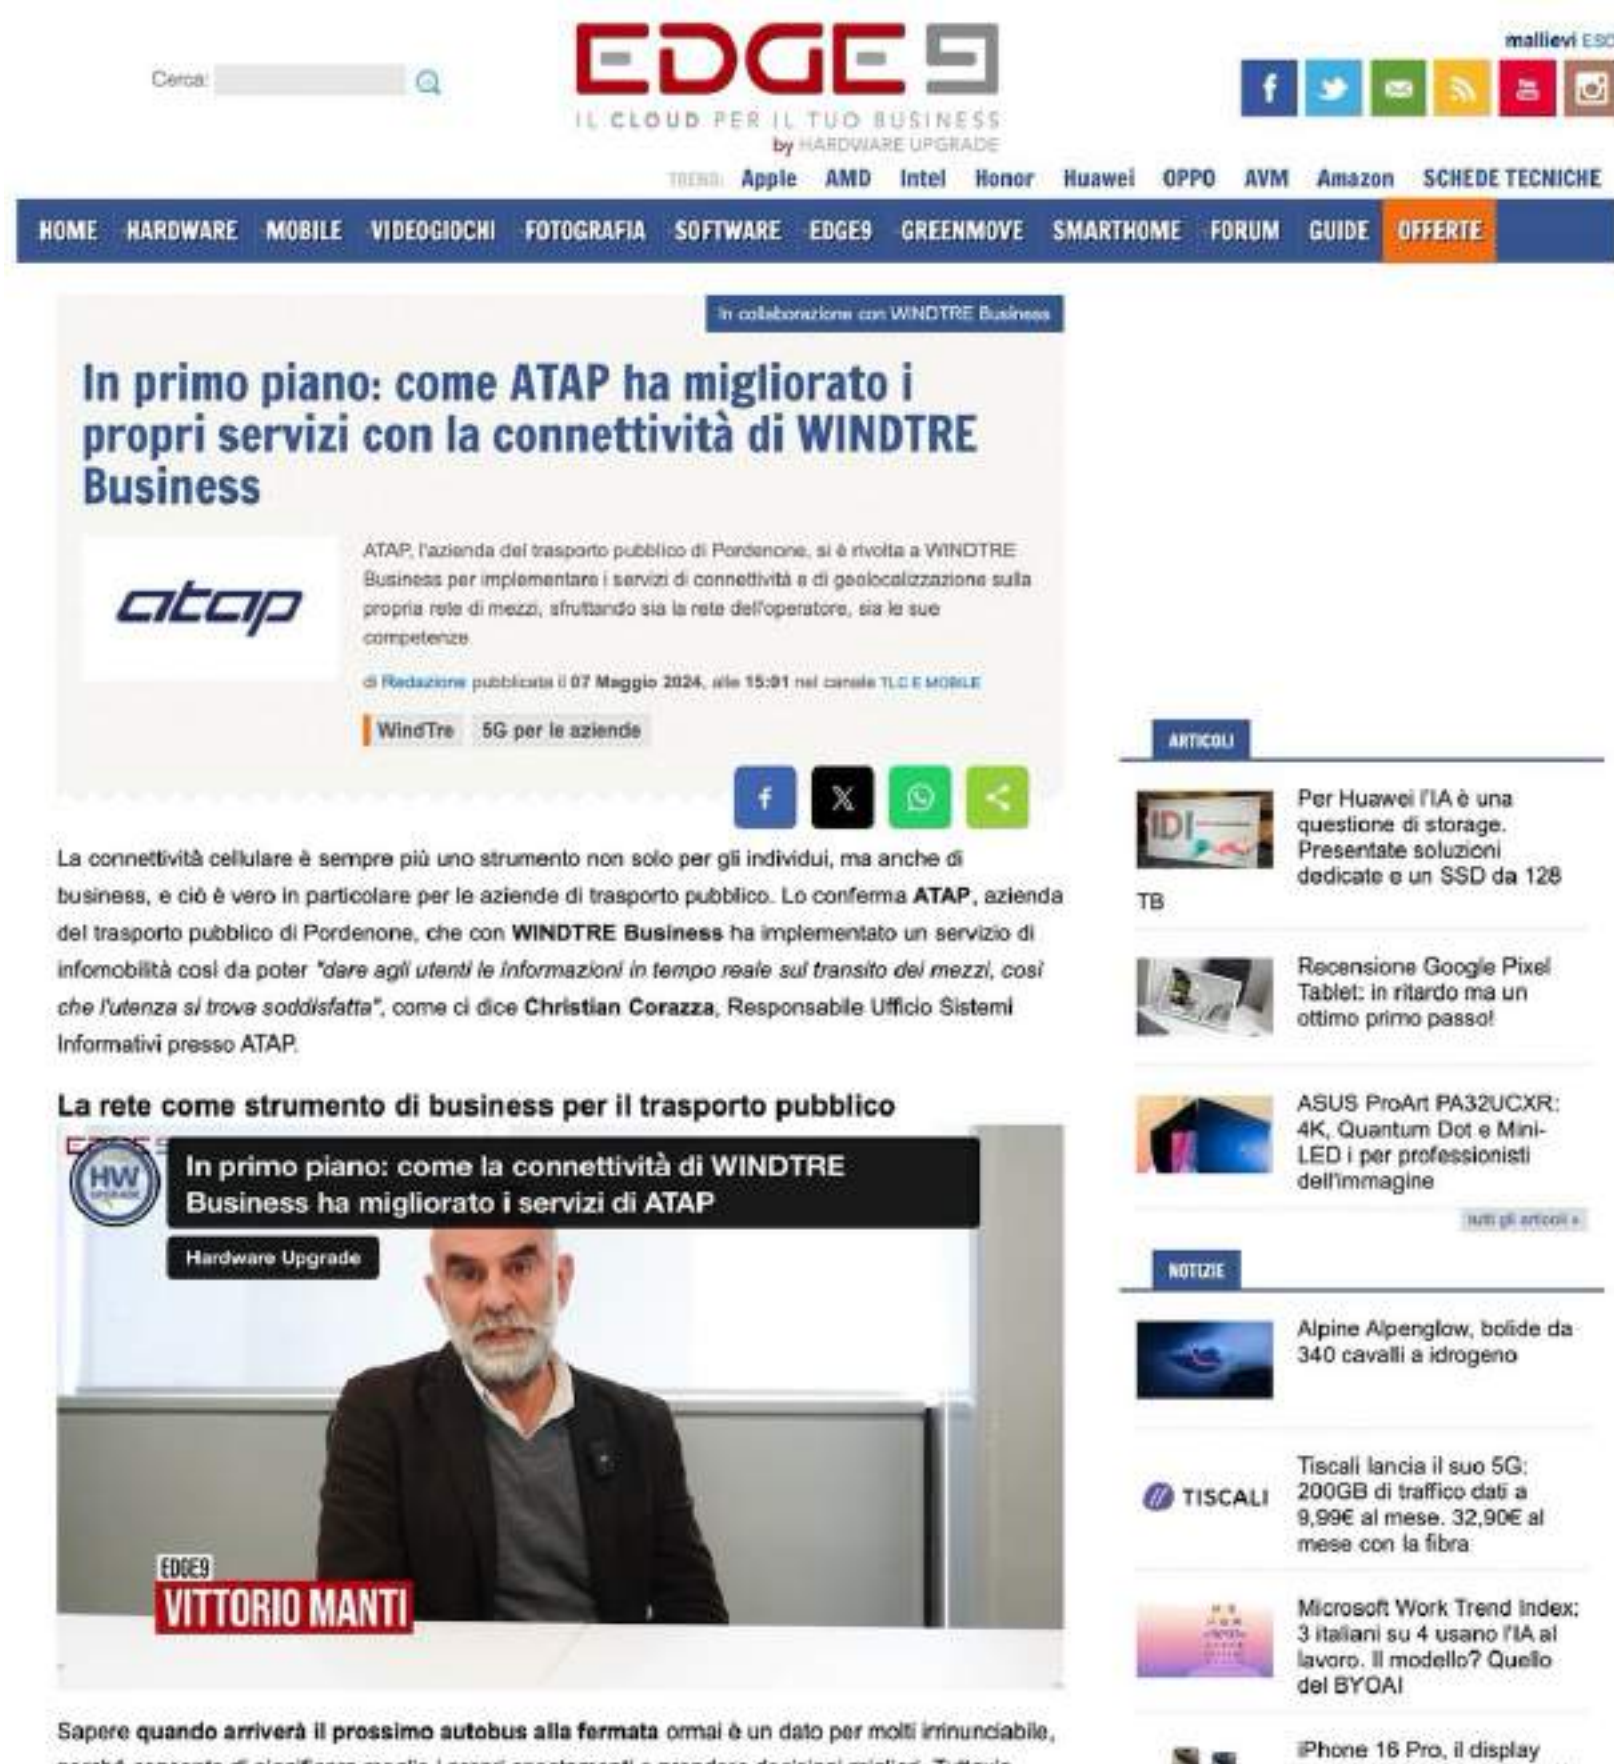 mallievi ESC
Cerca:
EDGE9
IL CLOUD PER IL TUO BUSINESS
by HARDWARE UPGRADE
TREND: Apple AMD Intel Honor Huawei OPPO AVM Amazon SCHEDE TECNICHE
HOME HARDWARE MOBILE VIDEOGIOCHI FOTOGRAFIA SOFTWARE EDGE9 GREENMOVE SMARTHOME FORUM GUIDE OFFERTE
In collaborazione con WINDTRE Business
In primo piano: come ATAP ha migliorato i
propri servizi con la connettività di WINDTRE
Business
atap
ATAP, l'azienda del trasporto pubblico di Pordenone, si è rivolta a WINDTRE
Business per implementare i servizi di connettività e di geolocalizzazione sulla
propria rete di mezzi, sfruttando sia la rete dell'operatore, sia le sue
competenze
di Redazione pubblicata il 07 Maggio 2024, alle 15:01 nel canale TLC E MOBILE
WindTre 5G per le aziende
La connettività cellulare è sempre più uno strumento non solo per gli individui, ma anche di
business, e ciò è vero in particolare per le aziende di trasporto pubblico. Lo conferma ATAP, azienda
del trasporto pubblico di Pordenone, che con WINDTRE Business ha implementato un servizio di
infomobilità così da poter "dare agli utenti le informazioni in tempo reale sul transito dei mezzi, così
che l'utenza si trova soddisfatta", come ci dice Christian Corazza, Responsabile Ufficio Sistemi
Informativi presso ATAP.
La rete come strumento di business per il trasporto pubblico
HW
UPGRADE
In primo piano: come la connettività di WINDTRE
Business ha migliorato i servizi di ATAP
Hardware Upgrade
EDGE9
VITTORIO MANTI
Sapere quando arriverà il prossimo autobus alla fermata ormai è un dato per molti irrinunciabile,
ARTICOLI
IDI
Per Huawei l'IA è una
questione di storage.
Presentate soluzioni
dedicate e un SSD da 128
TB
Recensione Google Pixel
Tablet: in ritardo ma un
ottimo primo passo!
ASUS ProArt PA32UCXR:
4K, Quantum Dot e Mini-
LED i per professionisti
dell'immagine
tutti gli articoli »
NOTIZIE
Alpine Alpenglow, bolide da
340 cavalli a idrogeno
TISCALI
Tiscali lancia il suo 5G:
200GB di traffico dati a
9,99€ al mese. 32,90€ al
mese con la fibra
Microsoft Work Trend Index:
3 italiani su 4 usano l'IA al
lavoro. Il modello? Quello
del BYOAI
iPhone 16 Pro, il display